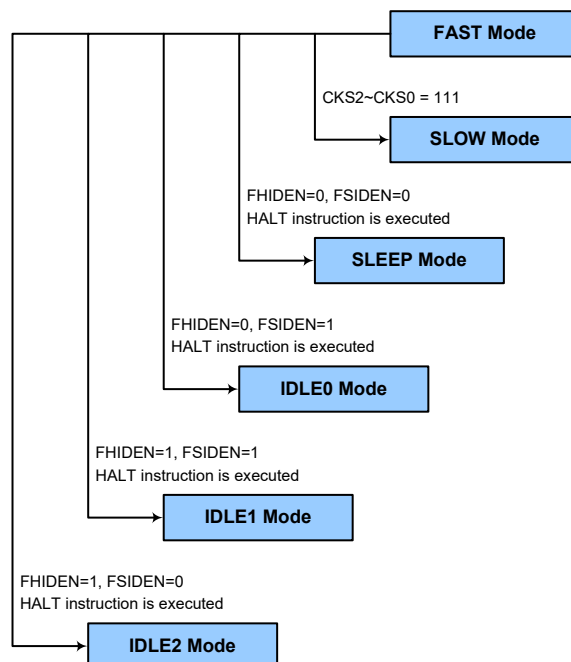 FAST Mode
CKS2~CKS0 = 111
SLOW Mode
FHIDEN=0, FSIDEN=0
HALT instruction is executed
SLEEP Mode
FHIDEN=0, FSIDEN=1
HALT instruction is executed
IDLE0 Mode
FHIDEN=1, FSIDEN=1
HALT instruction is executed
IDLE1 Mode
FHIDEN=1, FSIDEN=0
HALT instruction is executed
IDLE2 Mode